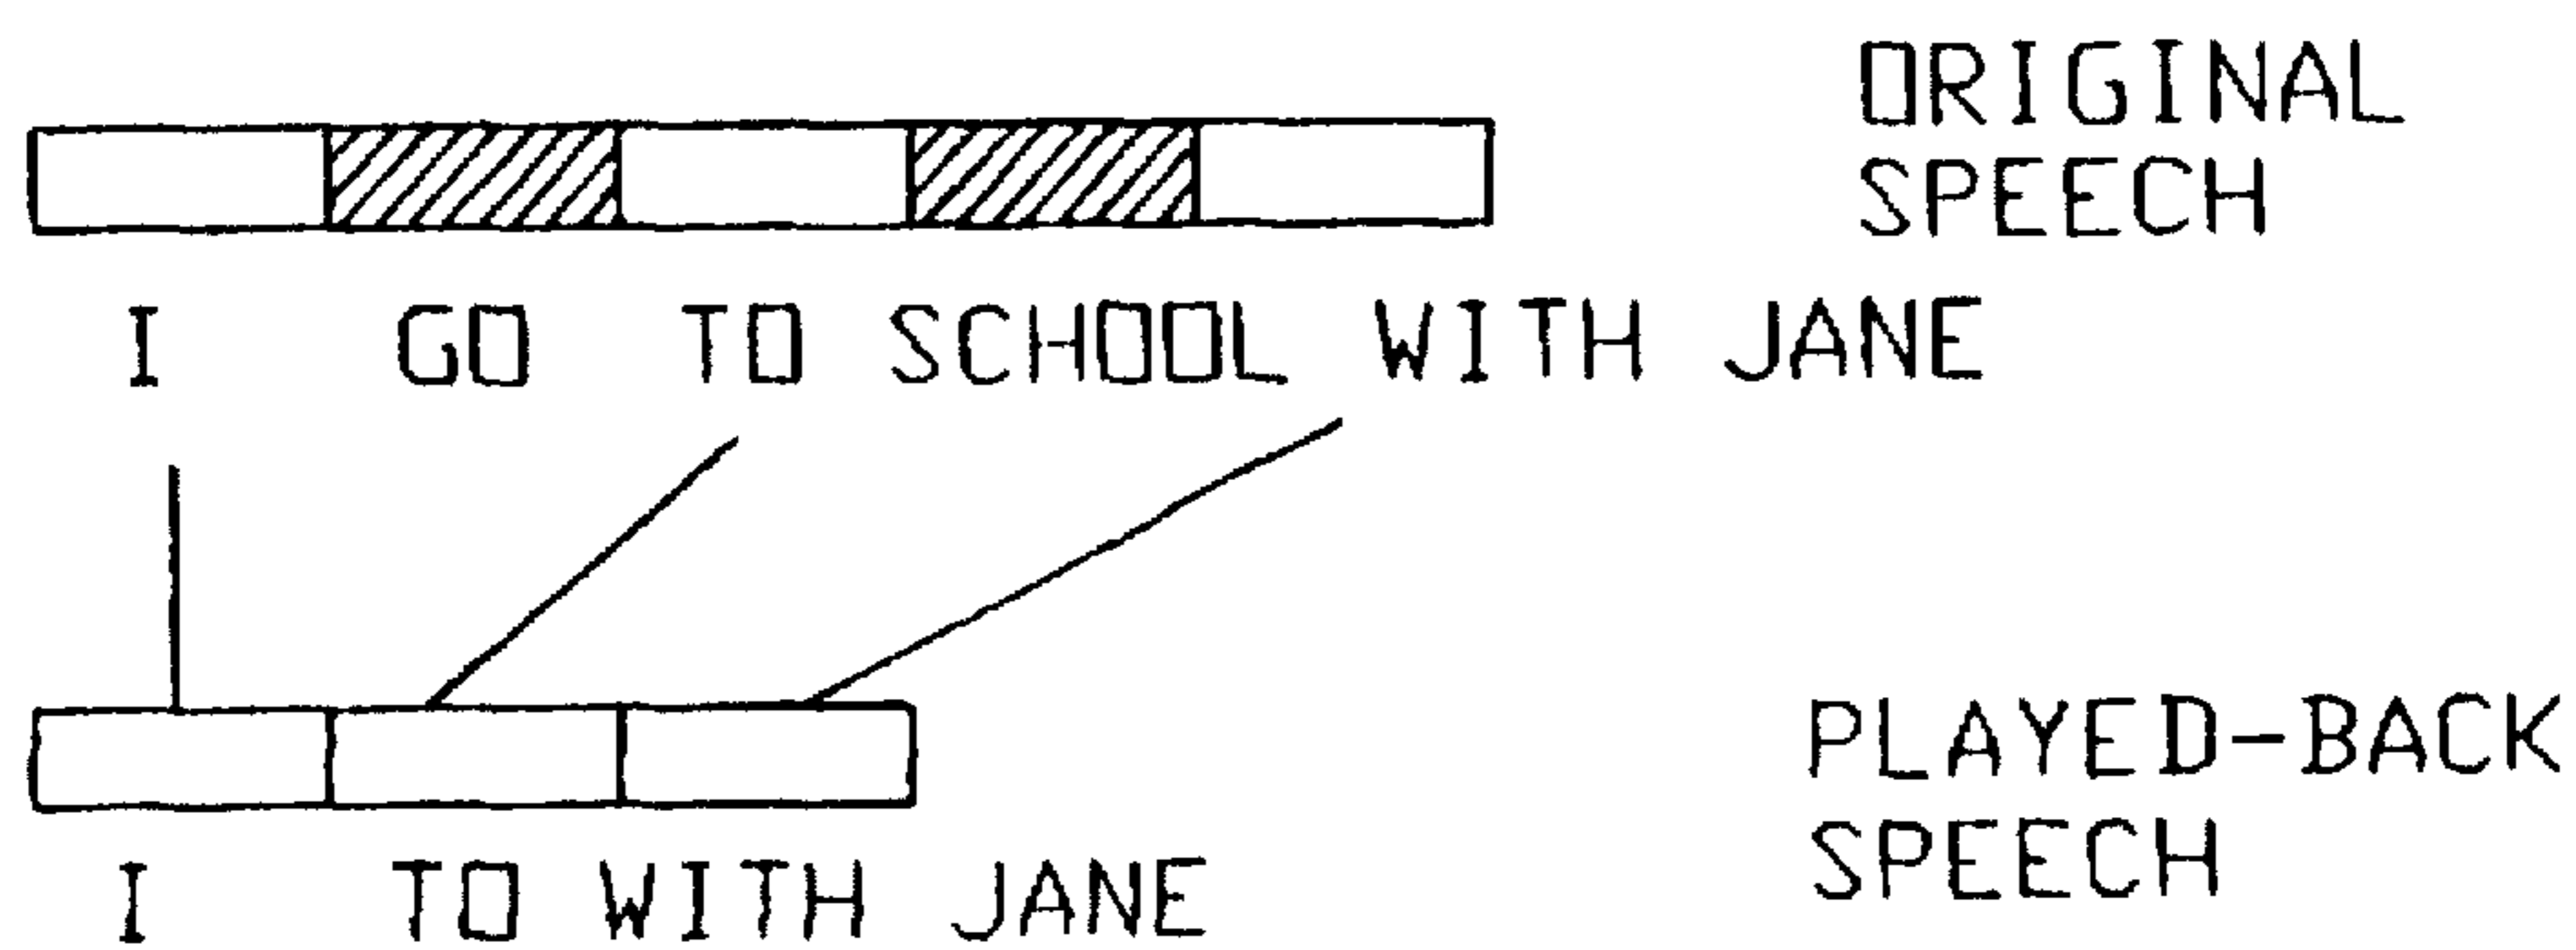 ORIGINAL
SPEECH
I GO TO SCHOOL WITH JANE
PLAYED-BACK
SPEECH
I TO WITH JANE